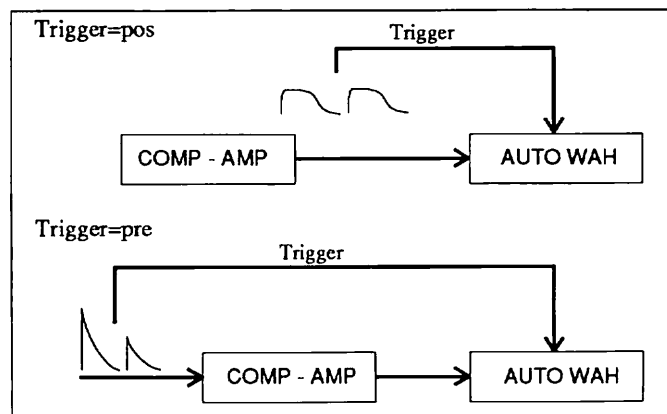 Trigger=pos
Trigger
COMP - AMP
AUTO WAH
Trigger=pre
Trigger
COMP - AMP
AUTO WAH